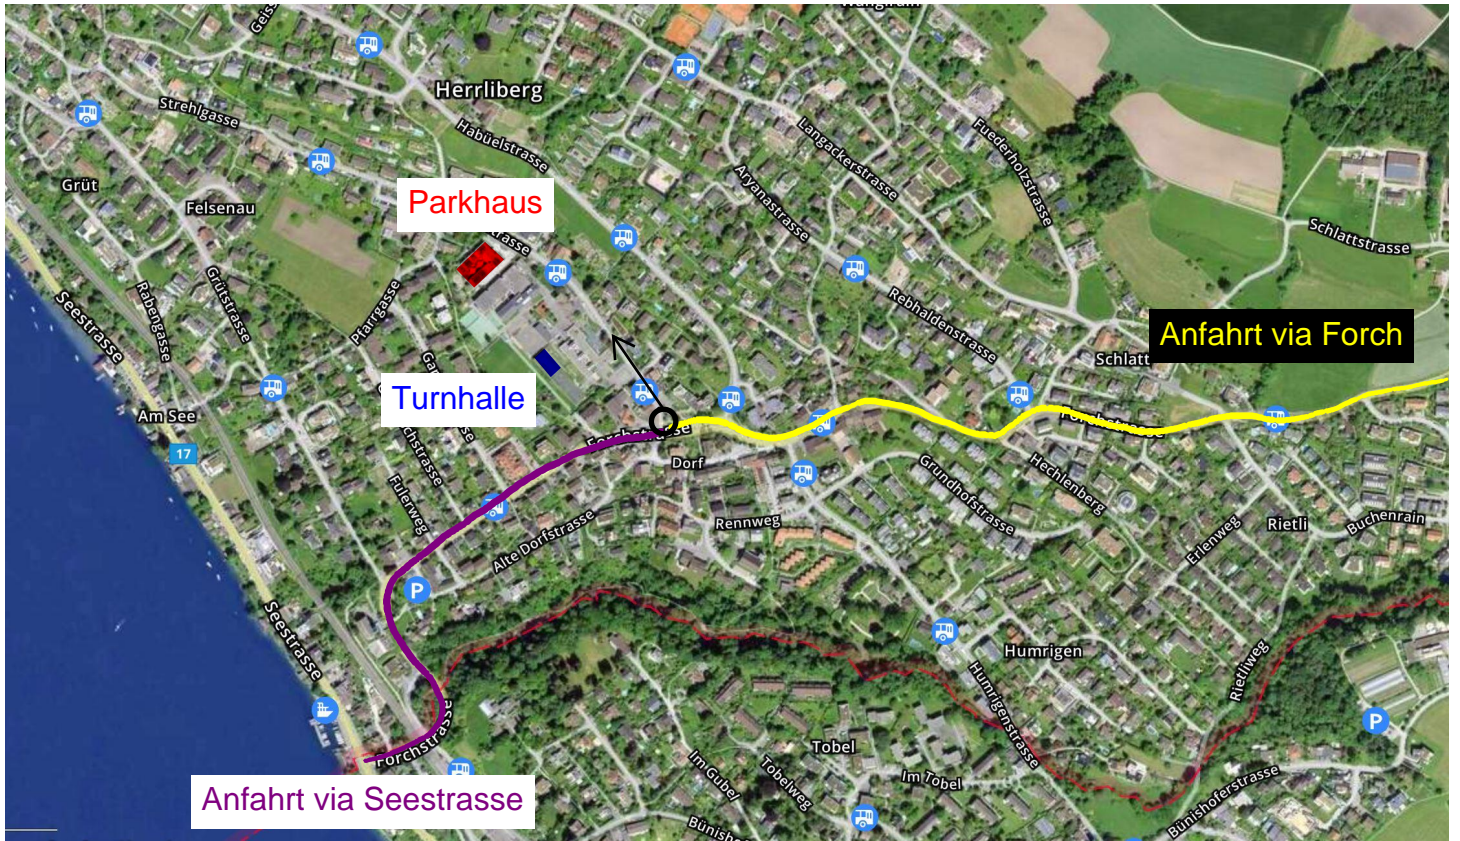 Herrliberg
Strehlgasse
Habüelstrasse
Langackerstrasse
Fuederholzstrasse
Aryanastrasse
Grüt
Felsenau
Parkhaus
Schlattstrasse
Grütstrasse
Rabengasse
Seestrasse
Pfarrgasse
Rebhaldenstrasse
Anfahrt via Forch
Schlatt
Turnhalle
Am See
17
Forchstrasse
Forchstrasse
Dorf
Fulerweg
Alte Dorfstrasse
Rennweg
Grundhofstrasse
Hechlenberg
Erlenweg
Rietli
Buchenrain
P
Seestrasse
Humrigen
Humrigenstrasse
Rietliweg
P
Forchstrasse
Tobel
Im Gubel
Tobelweg
Im Tobel
Bünishoferstrasse
Anfahrt via Seestrasse